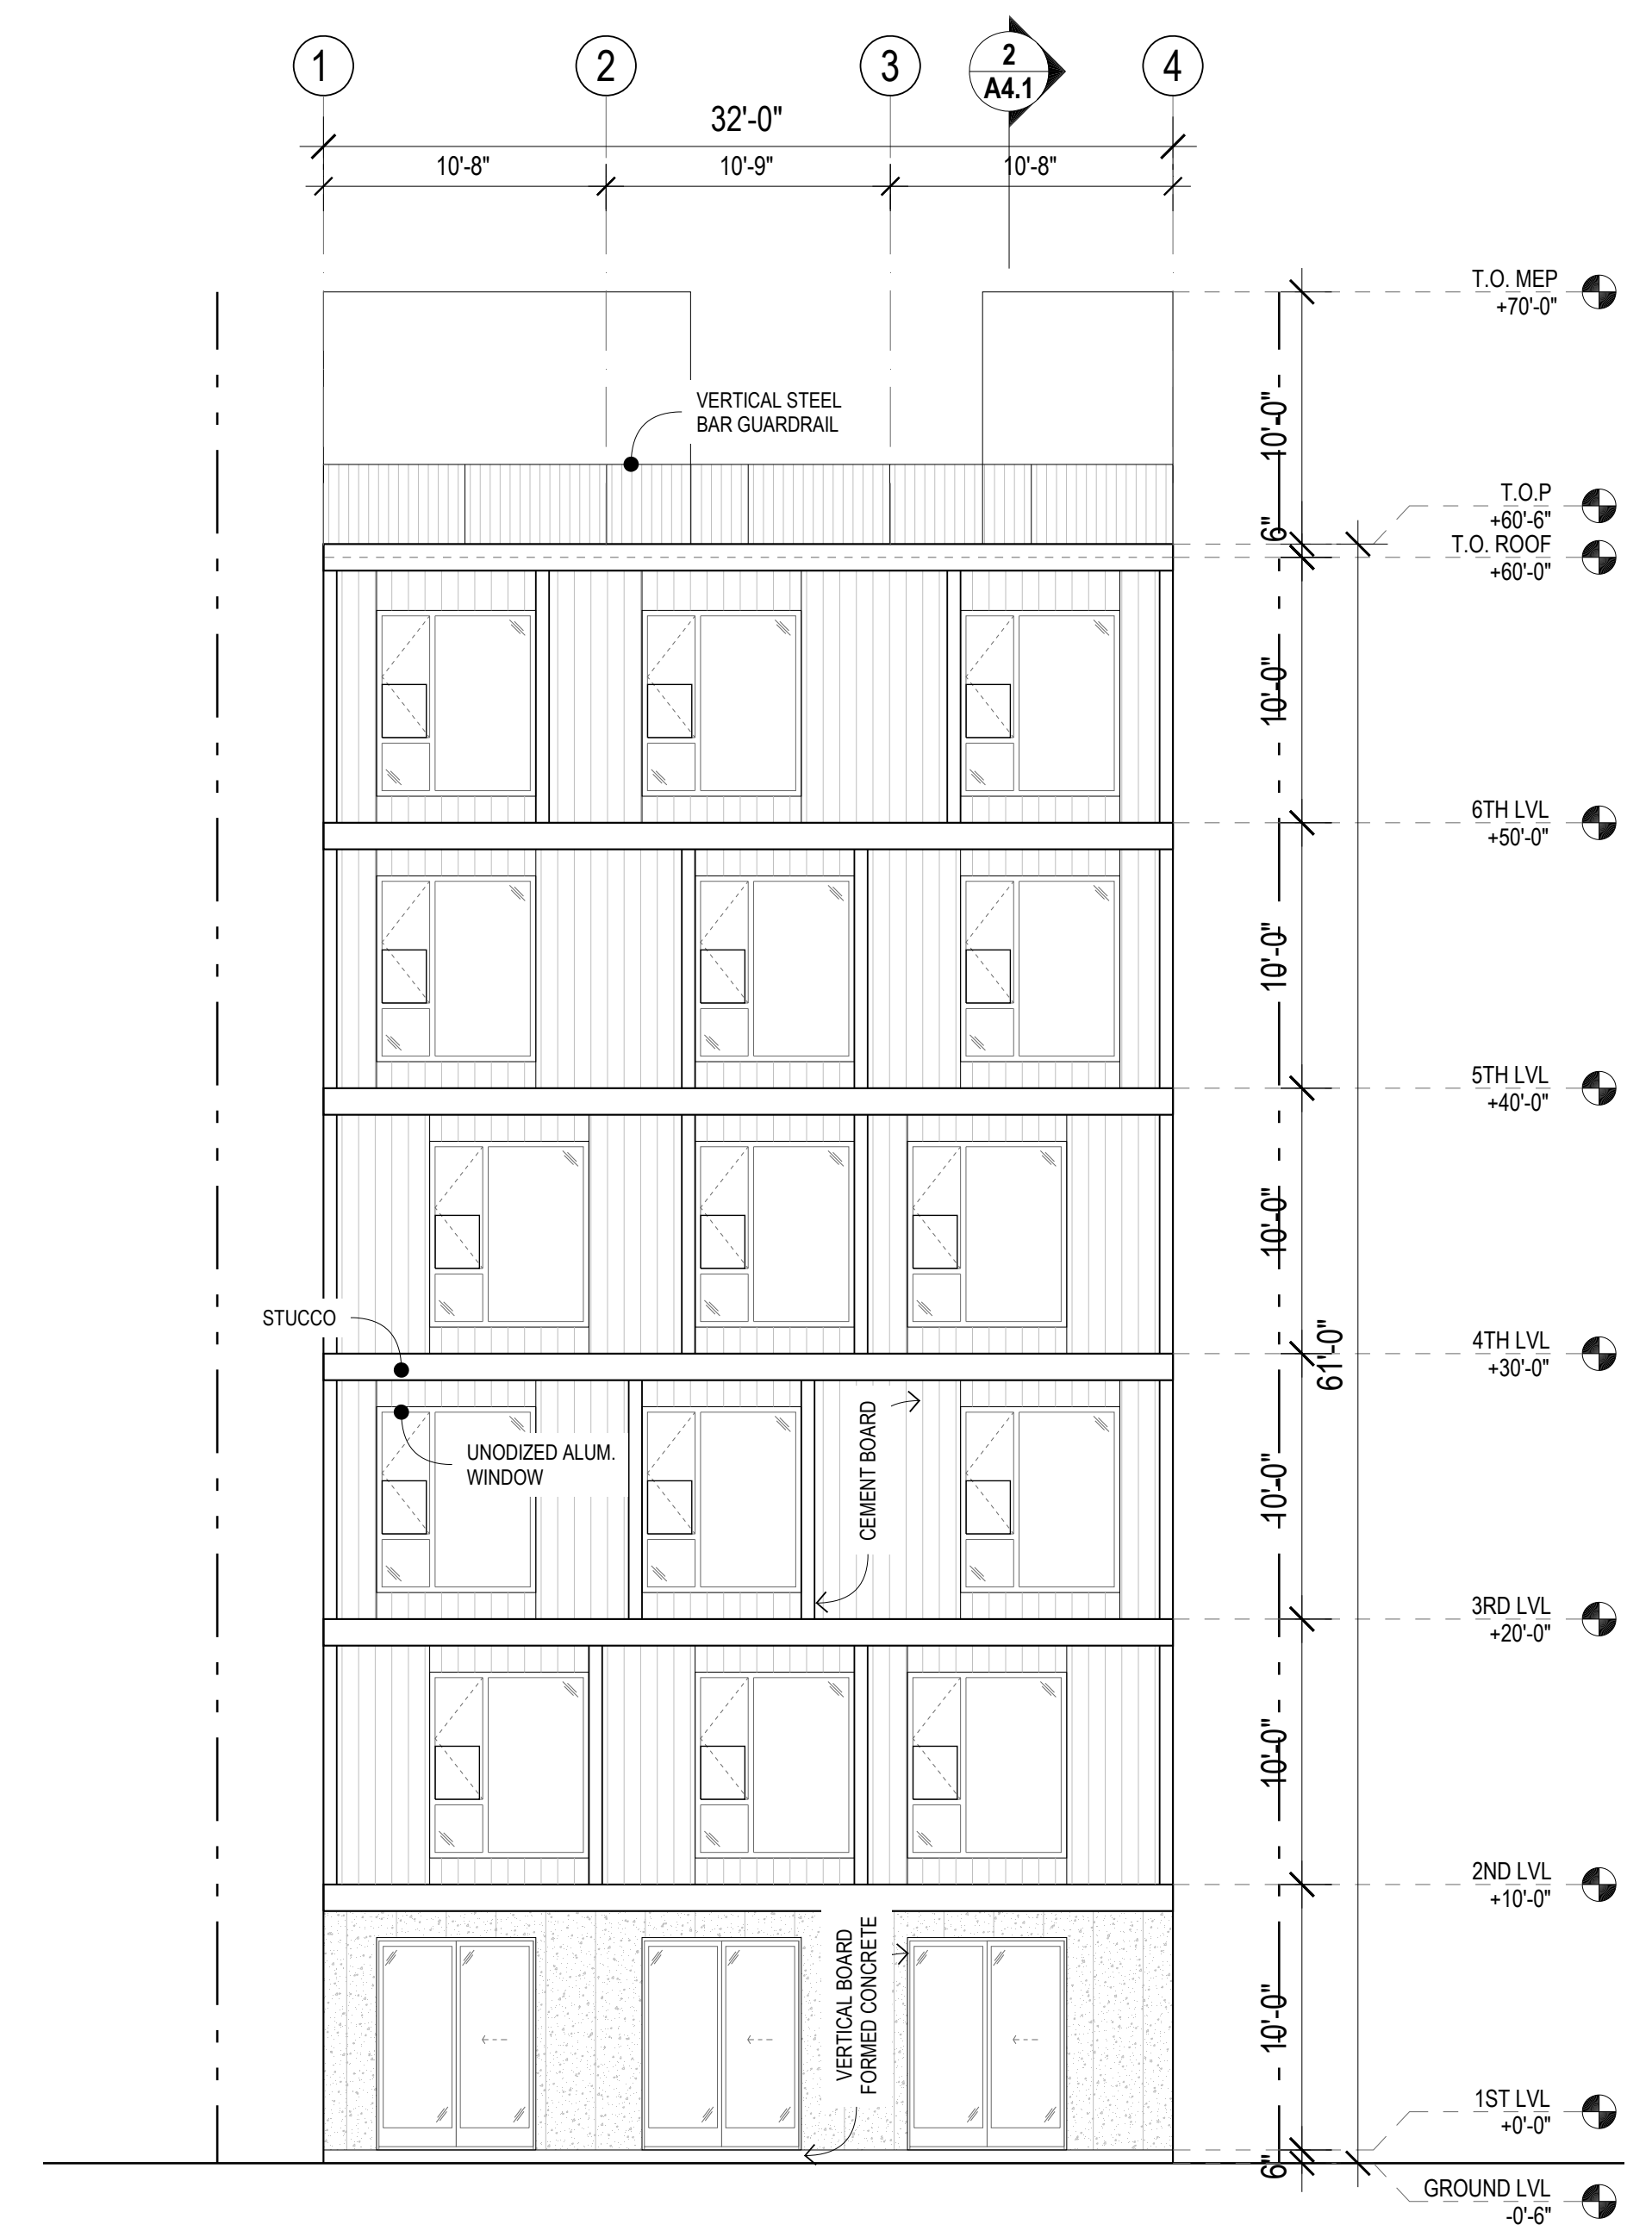 1
2
3
2
A4.1
4
32'-0"
10'-8"
10'-9"
10'-8"
T.O. MEP
+70'-0"
VERTICAL STEEL
BAR GUARDRAIL
10'-0"
T.O.P
+60'-6"
6"
T.O. ROOF
+60'-0"
10'-0"
6TH LVL
+50'-0"
10'-0"
5TH LVL
+40'-0"
10'-0"
STUCCO
61'-0"
4TH LVL
+30'-0"
UNODIZED ALUM.
WINDOW
CEMENT BOARD
10'-0"
3RD LVL
+20'-0"
10'-0"
2ND LVL
+10'-0"
VERTICAL BOARD
FORMED CONCRETE
10'-0"
1ST LVL
+0'-0"
6"
GROUND LVL
-0'-6"